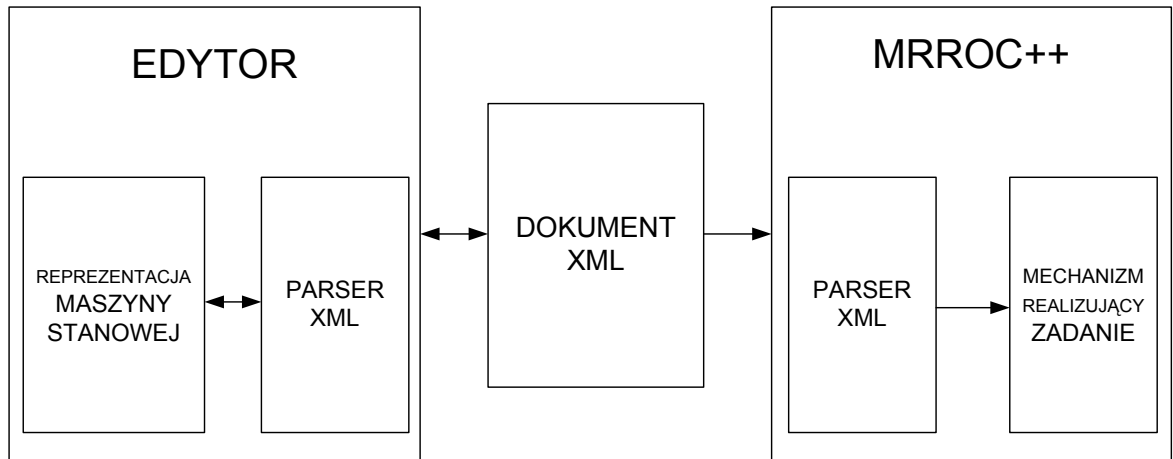 EDYTOR
REPREZENTACJA
MASZYNY
STANOWEJ
PARSER
XML
DOKUMENT
XML
MRROC++
PARSER
XML
MECHANIZM
REALIZUJĄCY
ZADANIE